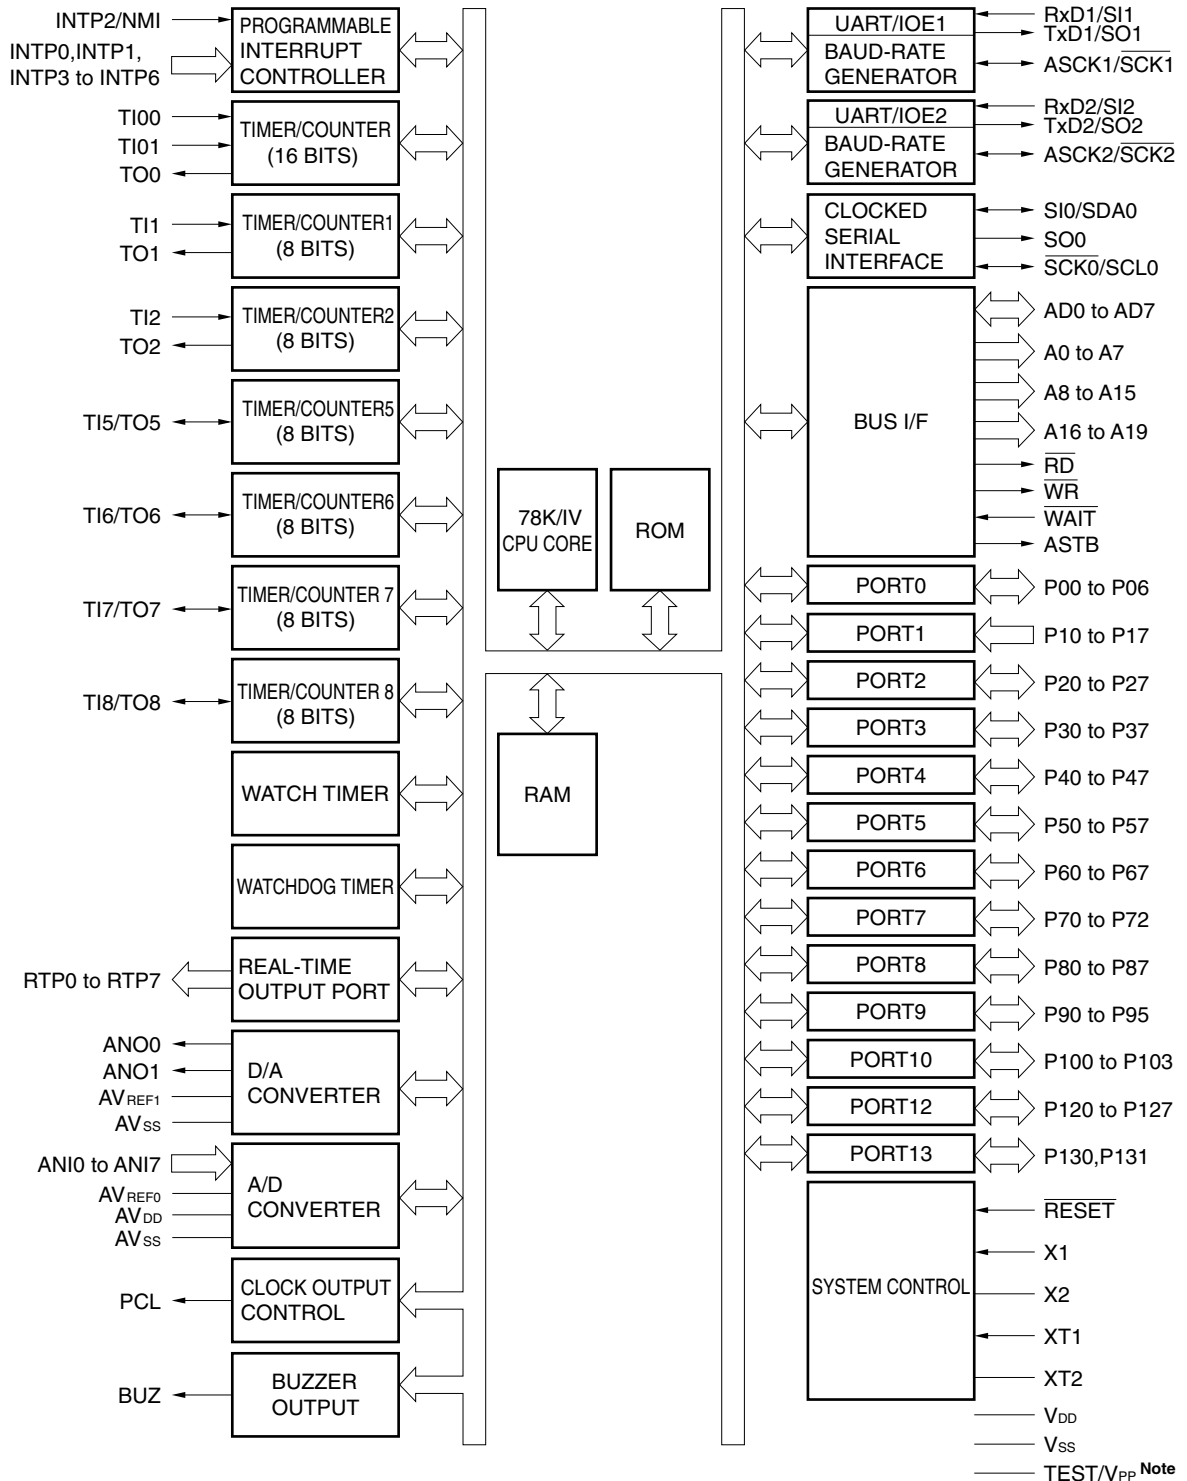 INTP2/NMI
INTP0,INTP1,
INTP3 to INTP6
PROGRAMMABLE
INTERRUPT
CONTROLLER
TI00
TI01
TO0
TIMER/COUNTER
(16 BITS)
TI1
TO1
TIMER/COUNTER1
(8 BITS)
TI2
TO2
TIMER/COUNTER2
(8 BITS)
TI5/TO5
TIMER/COUNTER5
(8 BITS)
TI6/TO6
TIMER/COUNTER6
(8 BITS)
TI7/TO7
TIMER/COUNTER 7
(8 BITS)
TI8/TO8
TIMER/COUNTER 8
(8 BITS)
WATCH TIMER
WATCHDOG TIMER
RTP0 to RTP7
REAL-TIME
OUTPUT PORT
ANO0
ANO1
AVREF1
AVSS
D/A
CONVERTER
ANI0 to ANI7
AVREF0
AVDD
AVSS
A/D
CONVERTER
PCL
CLOCK OUTPUT
CONTROL
BUZ
BUZZER
OUTPUT
78K/IV
CPU CORE
ROM
RAM
UART/IOE1
BAUD-RATE
GENERATOR
RxD1/SI1
TxD1/SO1
ASCK1/SCK1
UART/IOE2
BAUD-RATE
GENERATOR
RxD2/SI2
TxD2/SO2
ASCK2/SCK2
CLOCKED
SERIAL
INTERFACE
SI0/SDA0
SO0
SCK0/SCL0
BUS I/F
AD0 to AD7
A0 to A7
A8 to A15
A16 to A19
RD
WR
WAIT
ASTB
PORT0
P00 to P06
PORT1
P10 to P17
PORT2
P20 to P27
PORT3
P30 to P37
PORT4
P40 to P47
PORT5
P50 to P57
PORT6
P60 to P67
PORT7
P70 to P72
PORT8
P80 to P87
PORT9
P90 to P95
PORT10
P100 to P103
PORT12
P120 to P127
PORT13
P130,P131
SYSTEM CONTROL
RESET
X1
X2
XT1
XT2
VDD
VSS
TEST/VPP Note